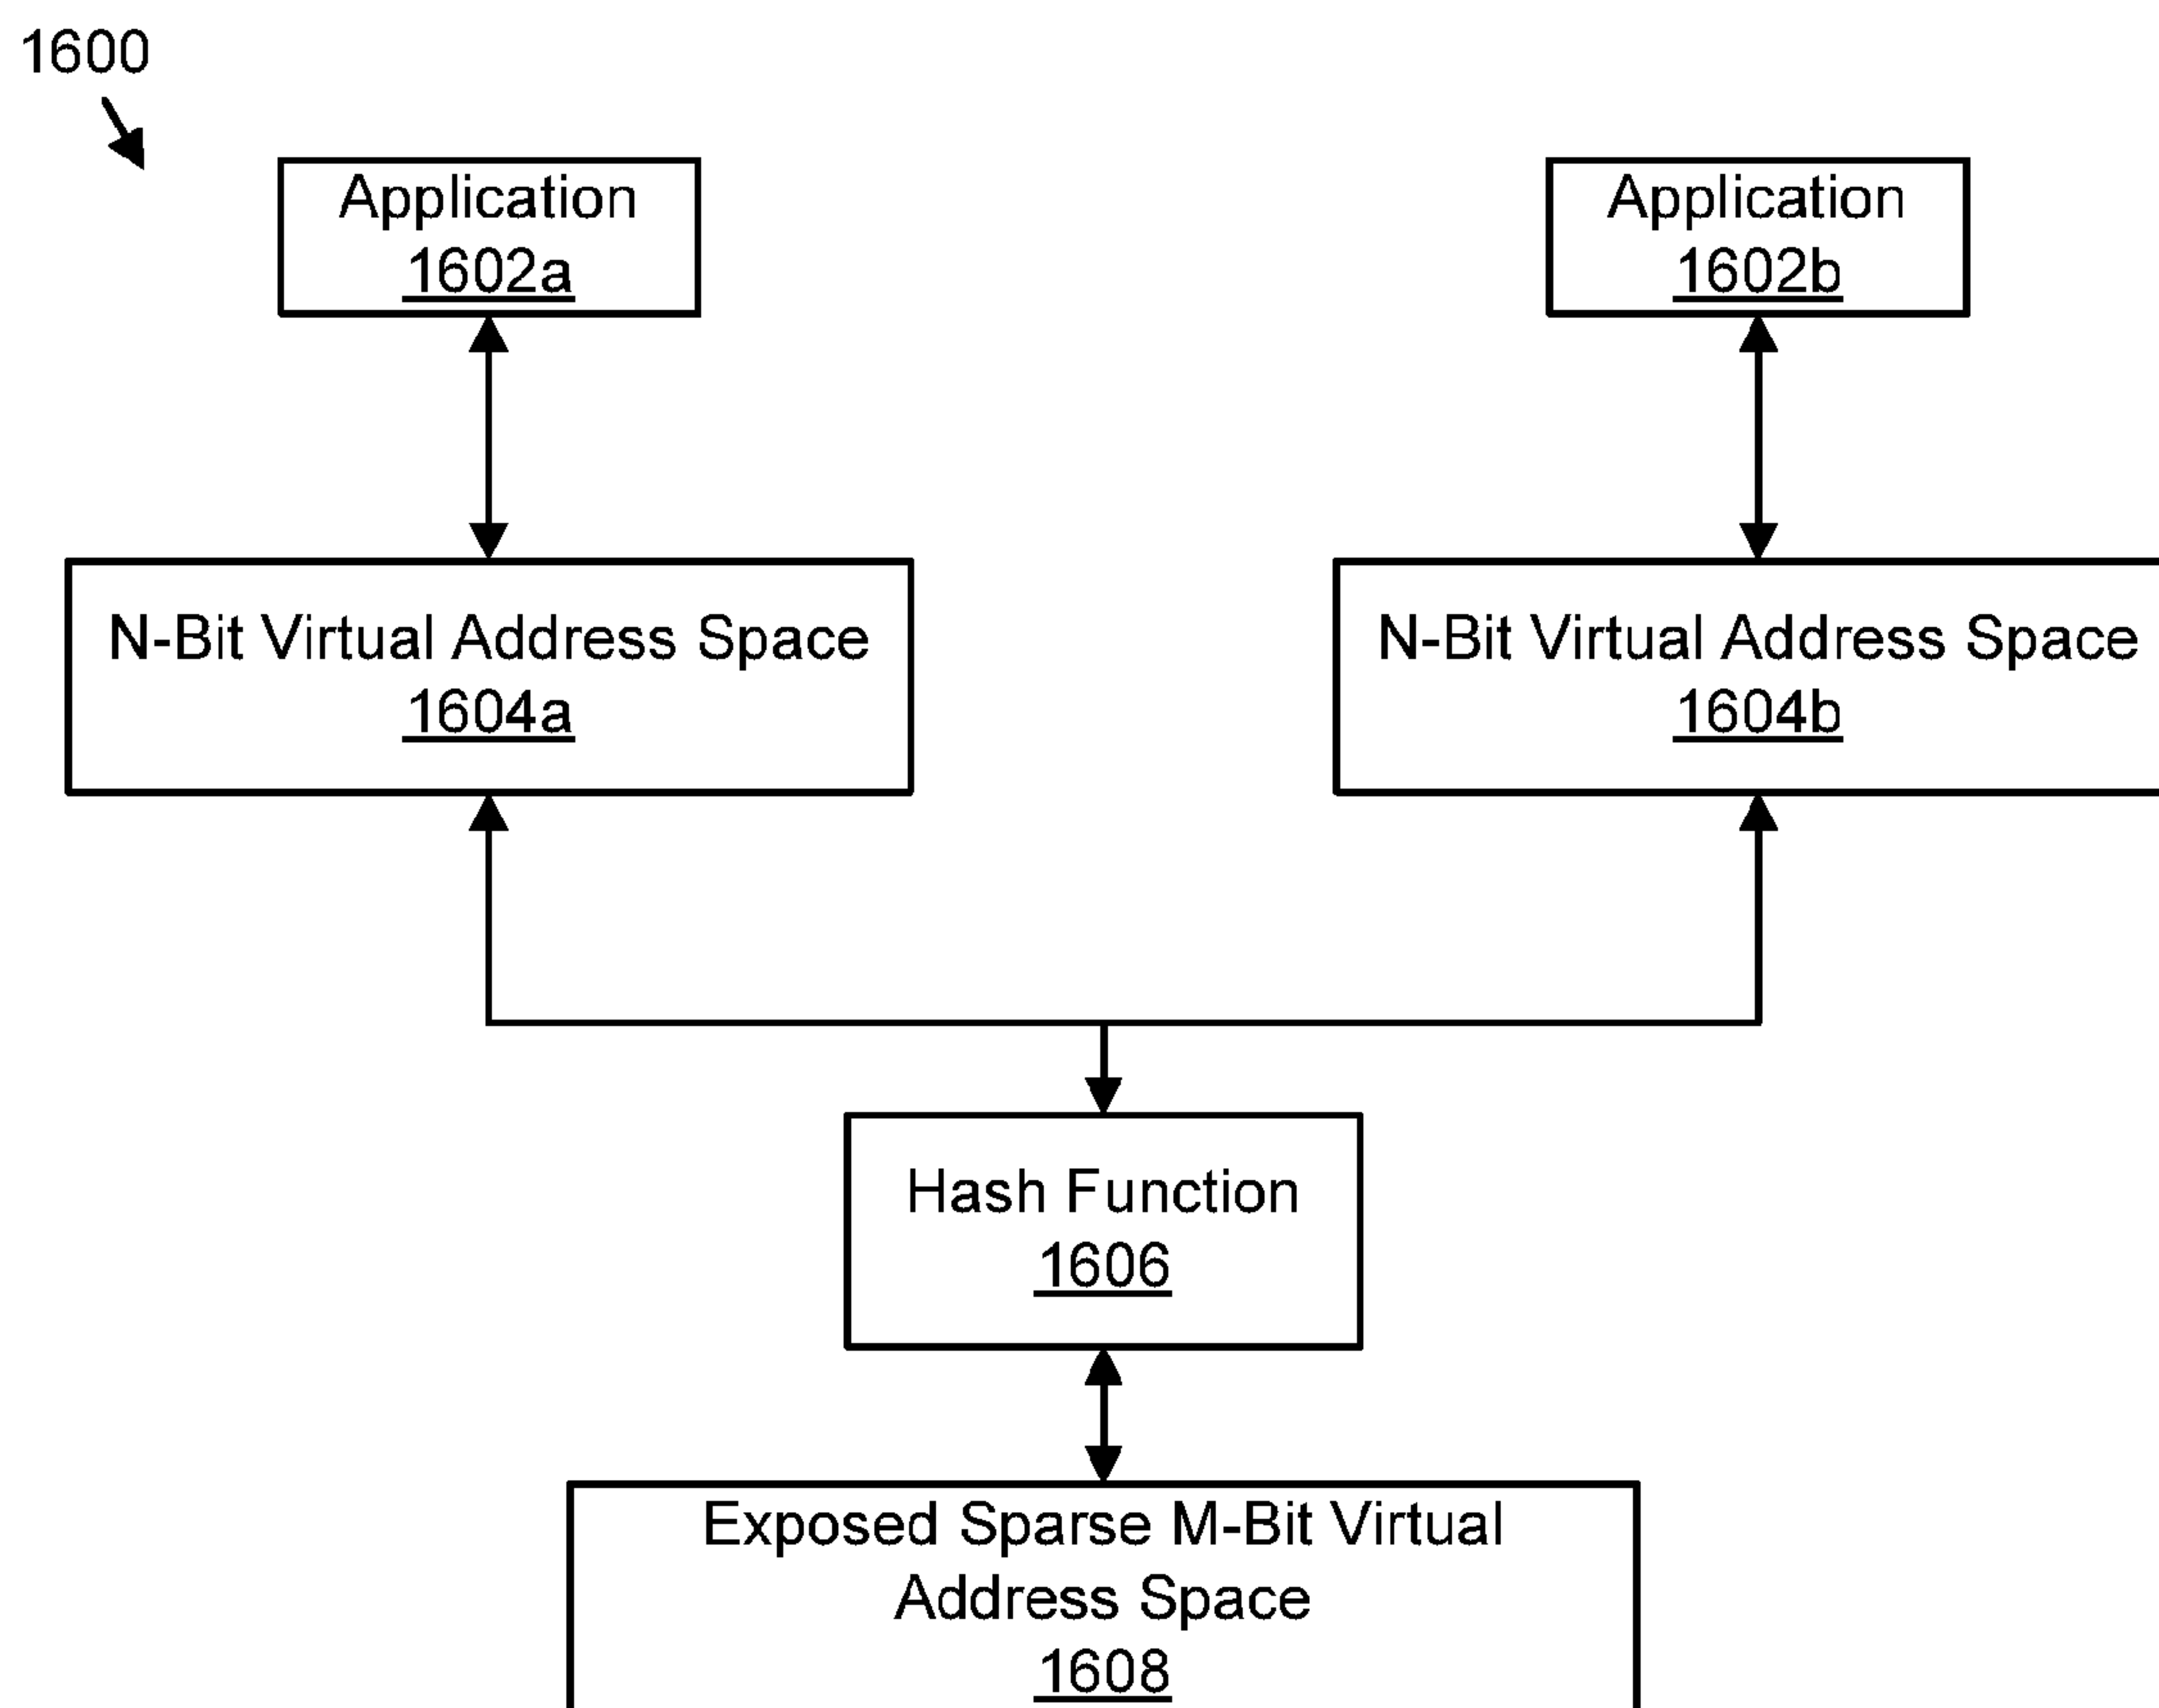 1600
Application
1602a
Application
1602b
N-Bit Virtual Address Space
1604a
N-Bit Virtual Address Space
1604b
Hash Function
1606
Exposed Sparse M-Bit Virtual
Address Space
1608